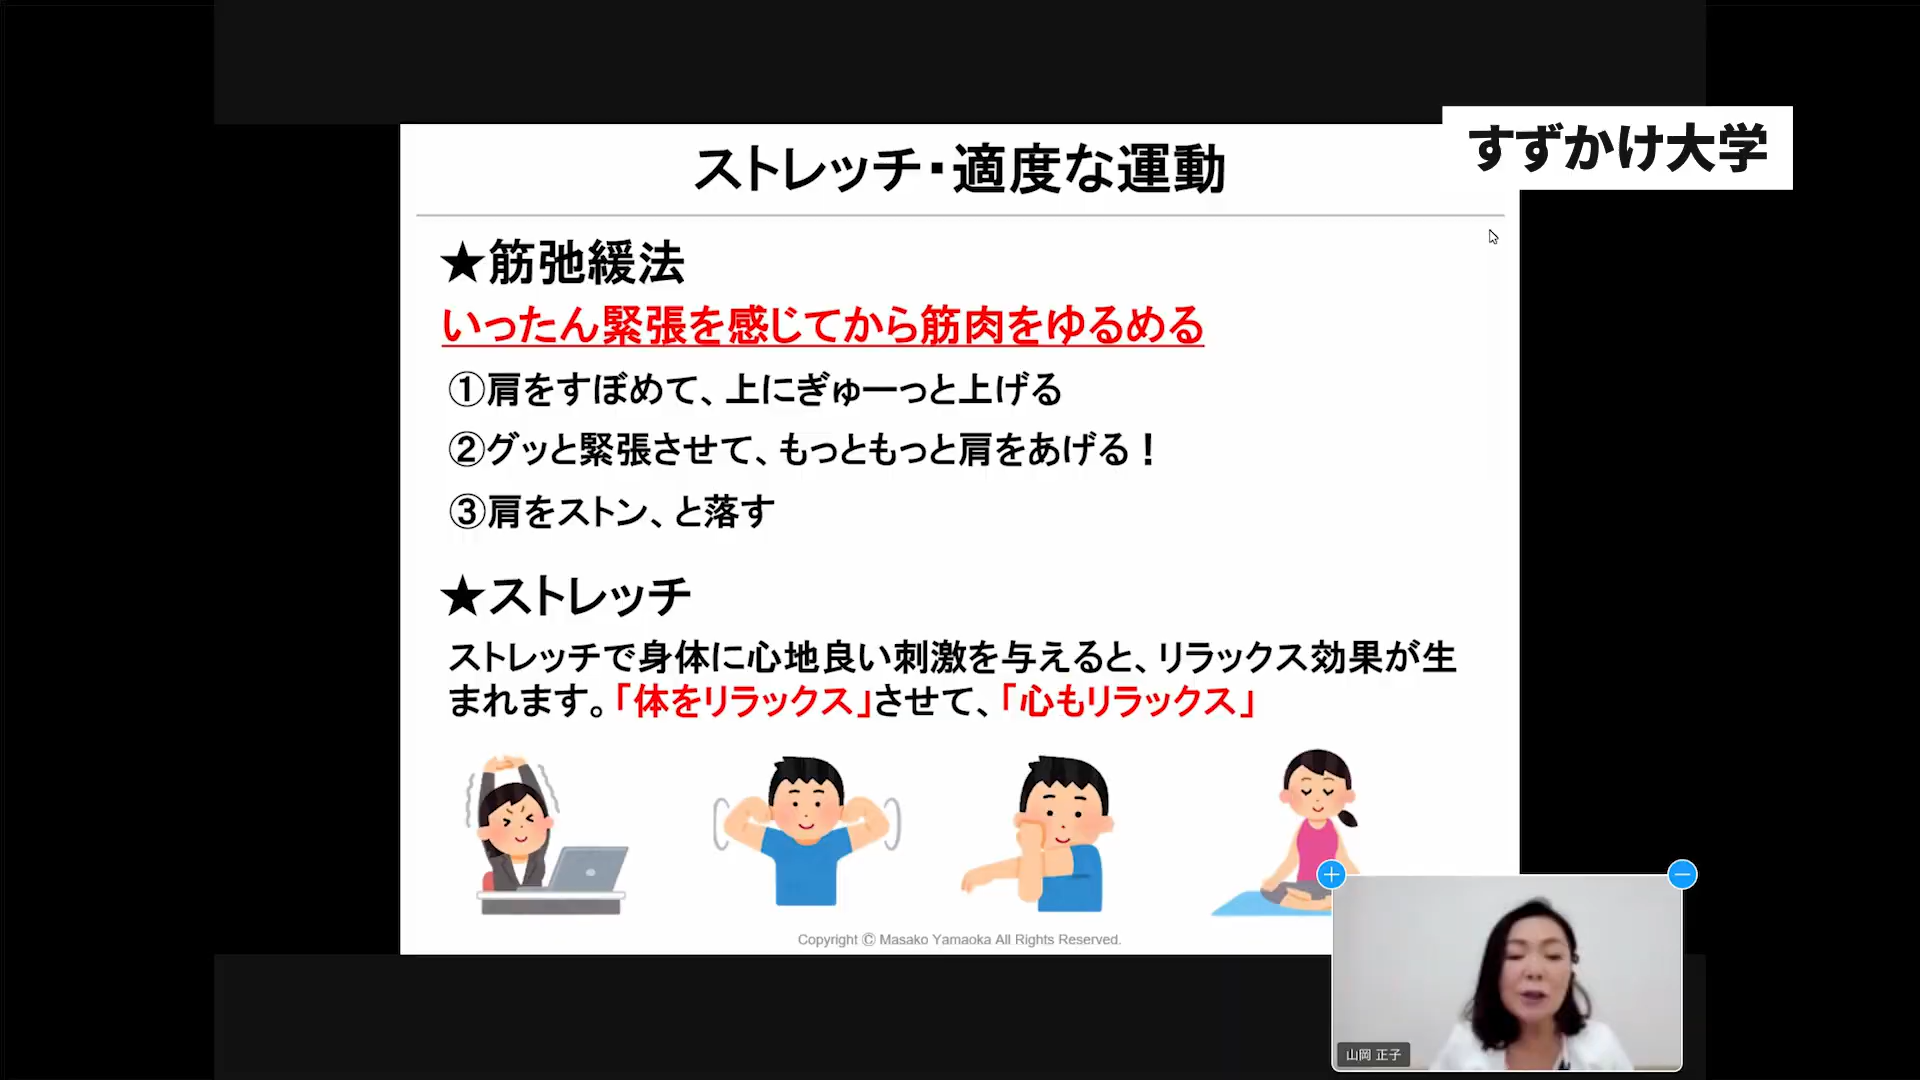 すずかけ大学
ストレッチ・適度な運動
★筋弛緩法
いったん緊張を感じてから筋肉をゆるめる
①肩をすぼめて、上にぎゅーっと上げる
②グッと緊張させて、もっともっと肩をあげる！
③肩をストン、と落す
★ストレッチ
ストレッチで身体に心地良い刺激を与えると、リラックス効果が生
まれます。「体をリラックス」させて、「心もリラックス」
Copyright Ⓒ Masako Yamaoka All Rights Reserved.
山岡 正子